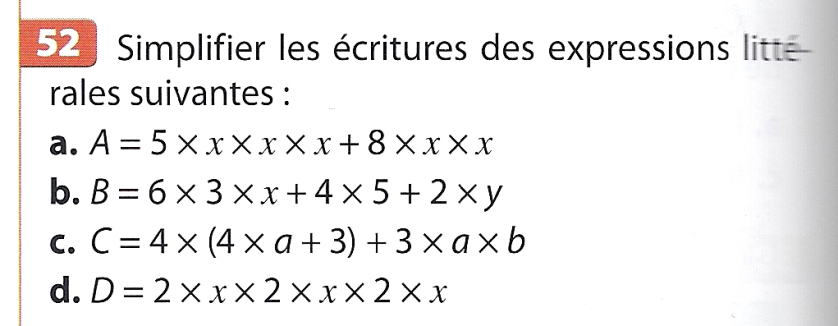 52 Simplifier les écritures des expressions litté-
rales suivantes :
a. A = 5 × x × x × x + 8 × x × x
b. B = 6 × 3 × x + 4 × 5 + 2 × y
c. C = 4 × (4 × a + 3) + 3 × a × b
d. D = 2 × x × 2 × x × 2 × x